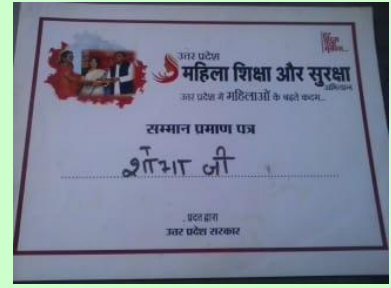 उत्तर प्रदेश
महिला शिक्षा और सुरक्षा
अभियान
उत्तर प्रदेश में महिलाओं के बढ़ते कदम...
सम्मान प्रमाण पत्र
शोभा जी
प्रदत्त द्वारा
उत्तर प्रदेश सरकार